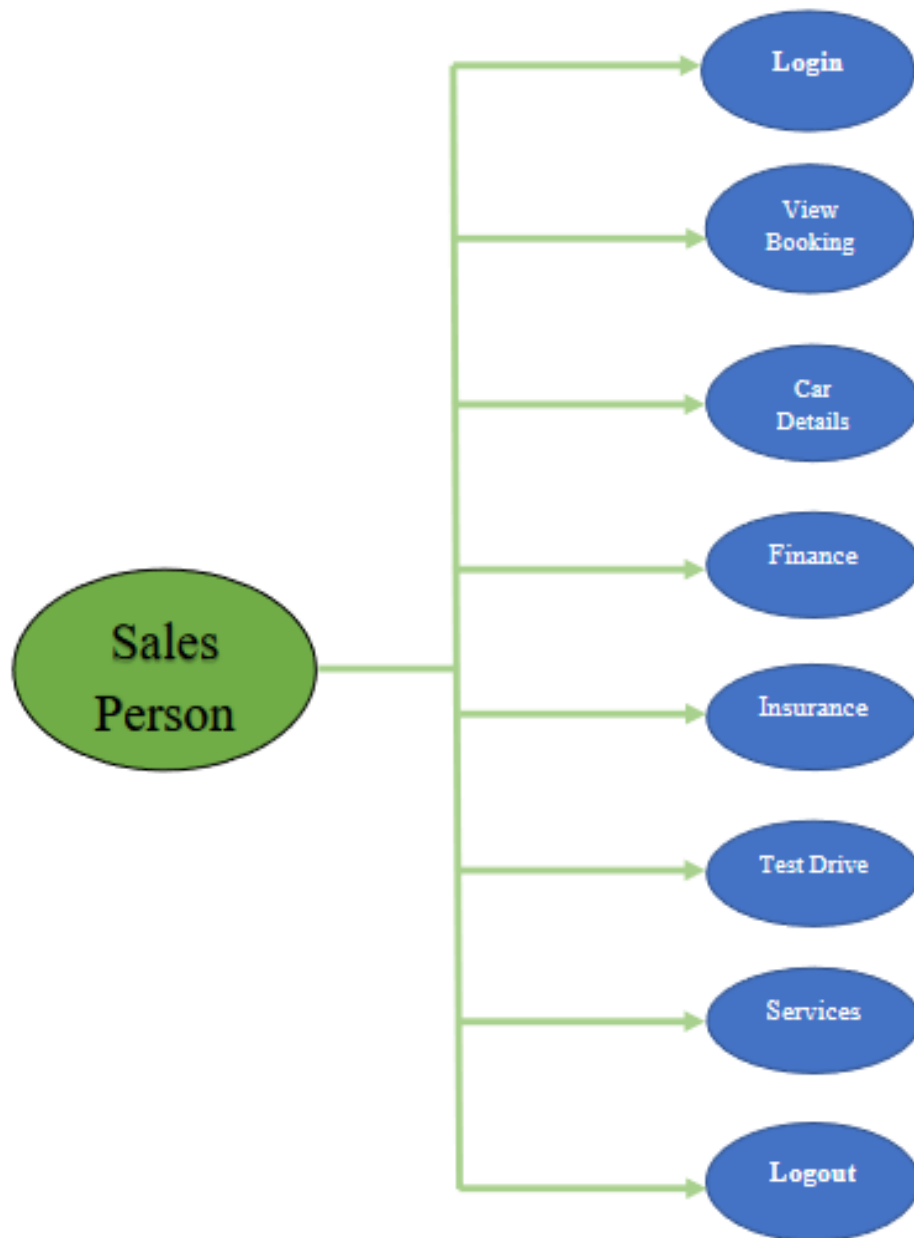 Login
View
Booking
Car
Details
Finance
Sales
Person
Insurance
Test Drive
Services
Logout